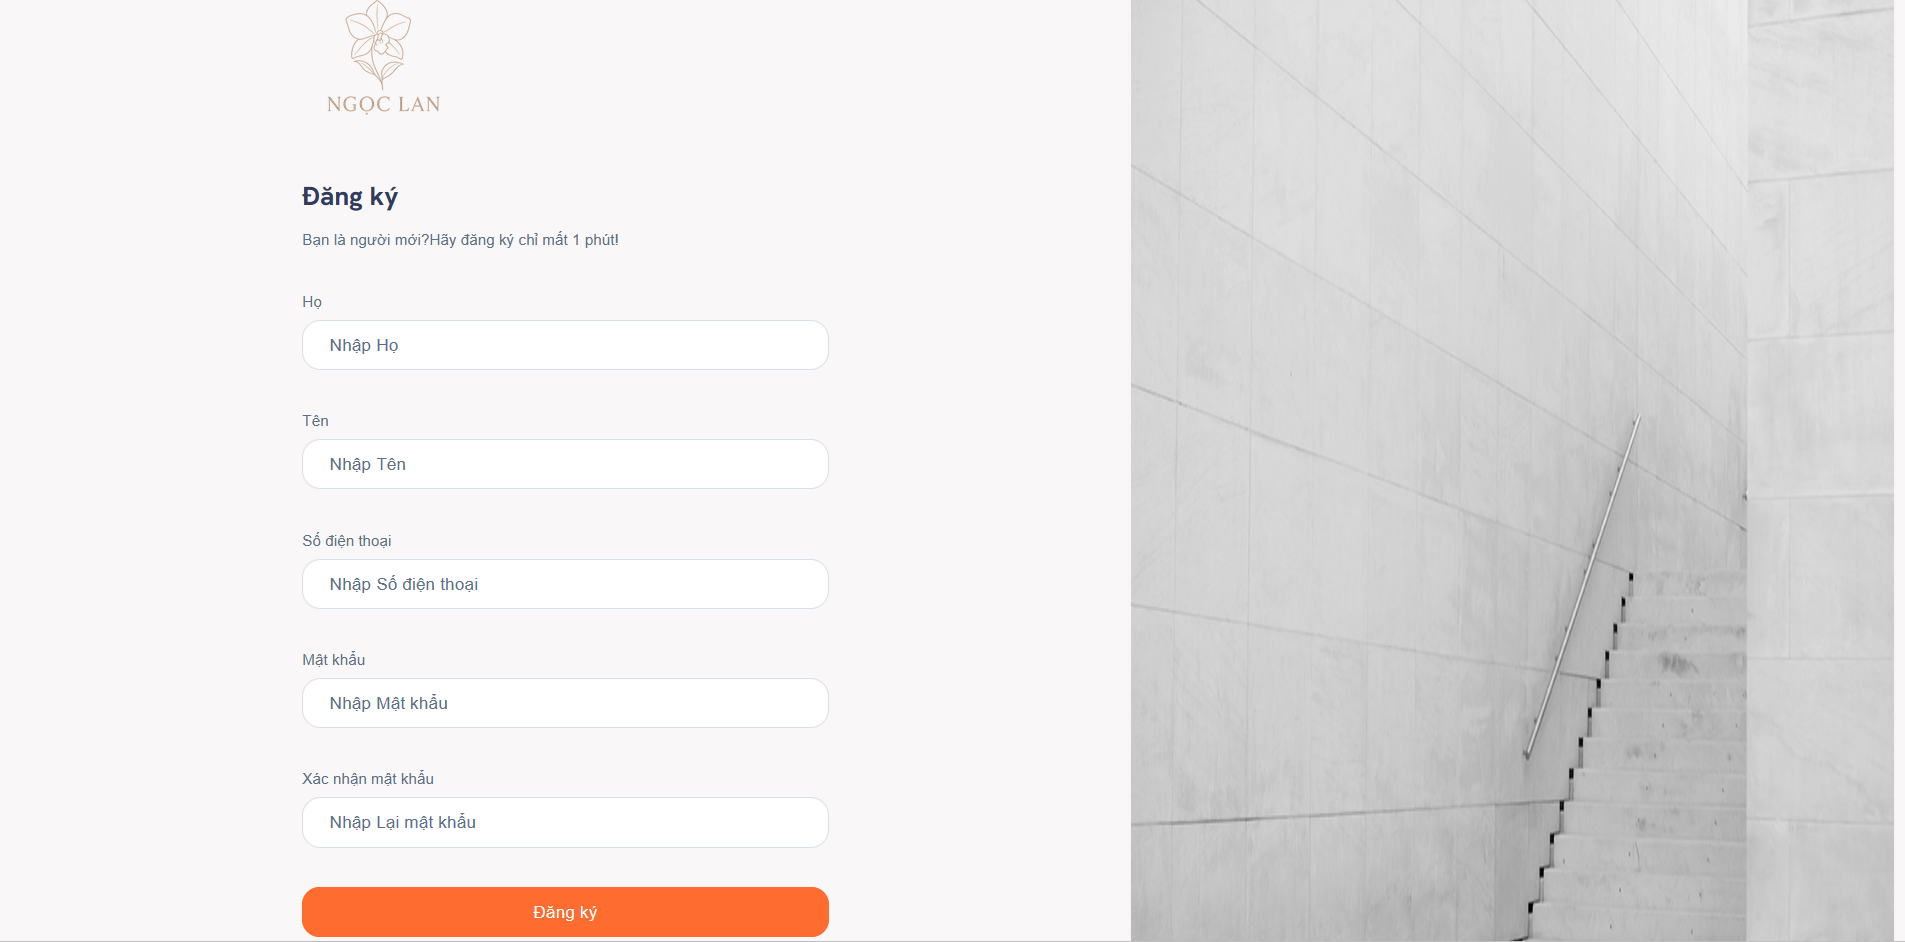 NGỌC LAN
Đăng ký
Bạn là người mới?Hãy đăng ký chỉ mất 1 phút!
Họ
Nhập Họ
Tên
Nhập Tên
Số điện thoại
Nhập Số điện thoại
Mật khẩu
Nhập Mật khẩu
Xác nhận mật khẩu
Nhập Lại mật khẩu
Đăng ký